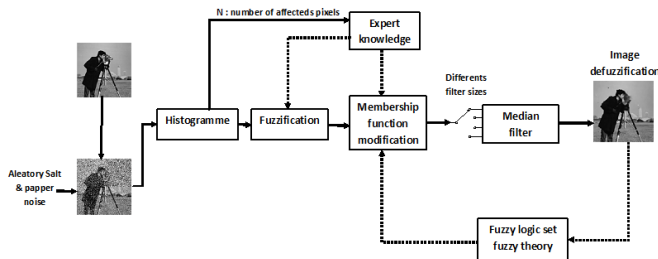 N : number of affecteds pixels
Expert
knowledge
Image
defuzzification
Differents
filter sizes
Histogramme
Fuzzification
Membership
function
modification
Median
filter
Aleatory Salt
& papper
noise
Fuzzy logic set
fuzzy theory